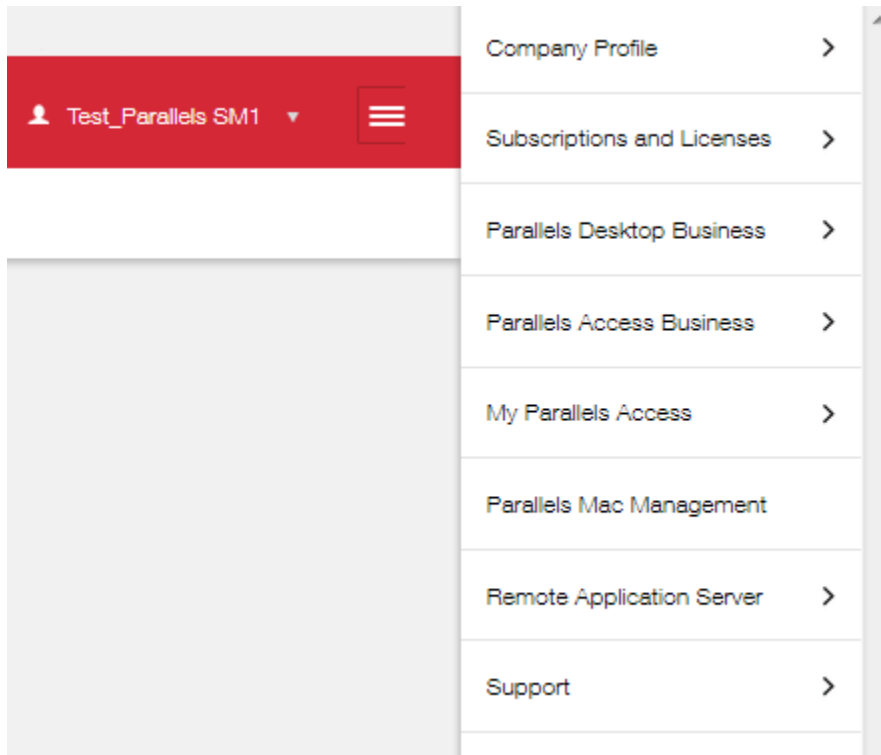 Test_Parallels SM1
Company Profile
Subscriptions and Licenses
Parallels Desktop Business
Parallels Access Business
My Parallels Access
Parallels Mac Management
Remote Application Server
Support